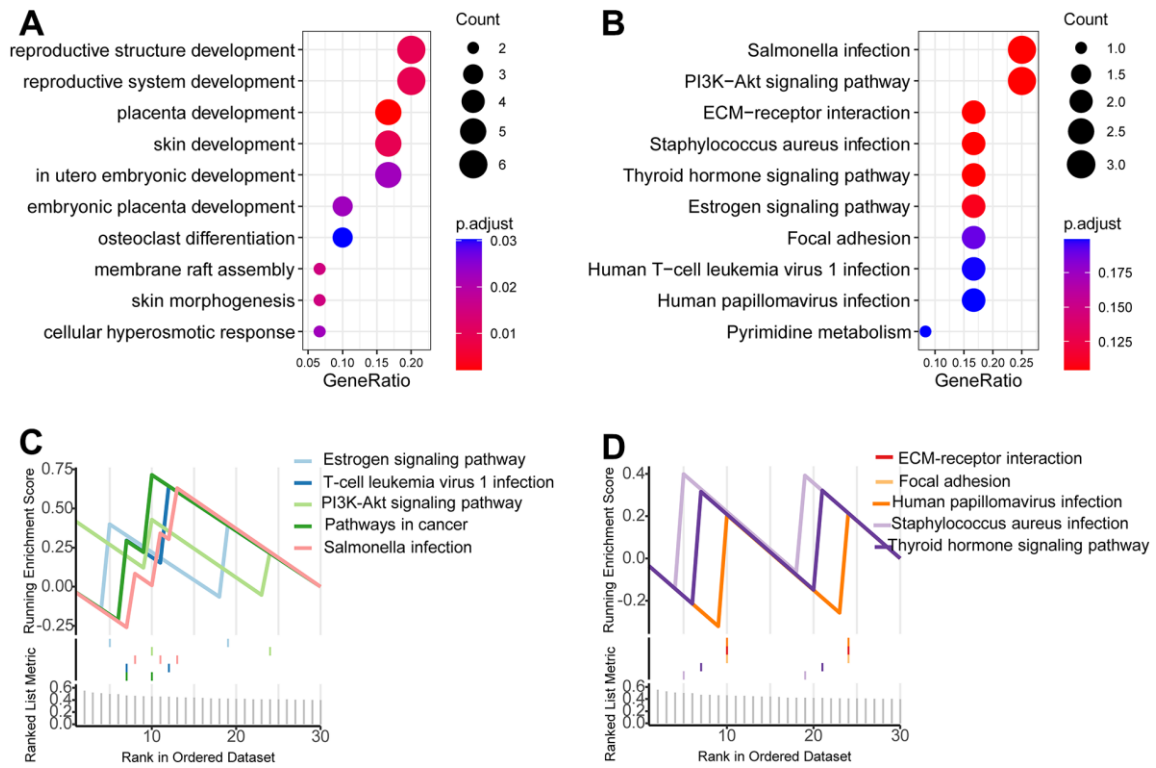 A
reproductive structure development
reproductive system development
placenta development
skin development
in utero embryonic development
embryonic placenta development
osteoclast differentiation
membrane raft assembly
skin morphogenesis
cellular hyperosmotic response
0.05 0.10 0.15 0.20
GeneRatio
Count
2
3
4
5
6
p.adjust
0.03
0.02
0.01
B
Salmonella infection
PI3K−Akt signaling pathway
ECM−receptor interaction
Staphylococcus aureus infection
Thyroid hormone signaling pathway
Estrogen signaling pathway
Focal adhesion
Human T−cell leukemia virus 1 infection
Human papillomavirus infection
Pyrimidine metabolism
0.10 0.15 0.20 0.25
GeneRatio
Count
1.0
1.5
2.0
2.5
3.0
p.adjust
0.175
0.150
0.125
C
Running Enrichment Score
0.75
0.50
0.25
0.00
-0.25
Estrogen signaling pathway
T-cell leukemia virus 1 infection
PI3K-Akt signaling pathway
Pathways in cancer
Salmonella infection
Ranked List Metric
0.6
0.4
0.2
0.0
10 20 30
Rank in Ordered Dataset
D
Running Enrichment Score
0.4
0.2
0.0
-0.2
ECM-receptor interaction
Focal adhesion
Human papillomavirus infection
Staphylococcus aureus infection
Thyroid hormone signaling pathway
Ranked List Metric
0.6
0.4
0.2
0.0
10 20 30
Rank in Ordered Dataset